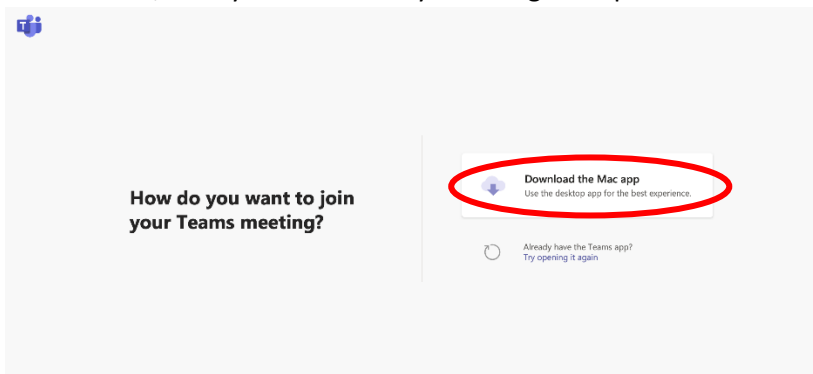 How do you want to join
your Teams meeting?
Download the Mac app
Use the desktop app for the best experience.
Already have the Teams app?
Try opening it again